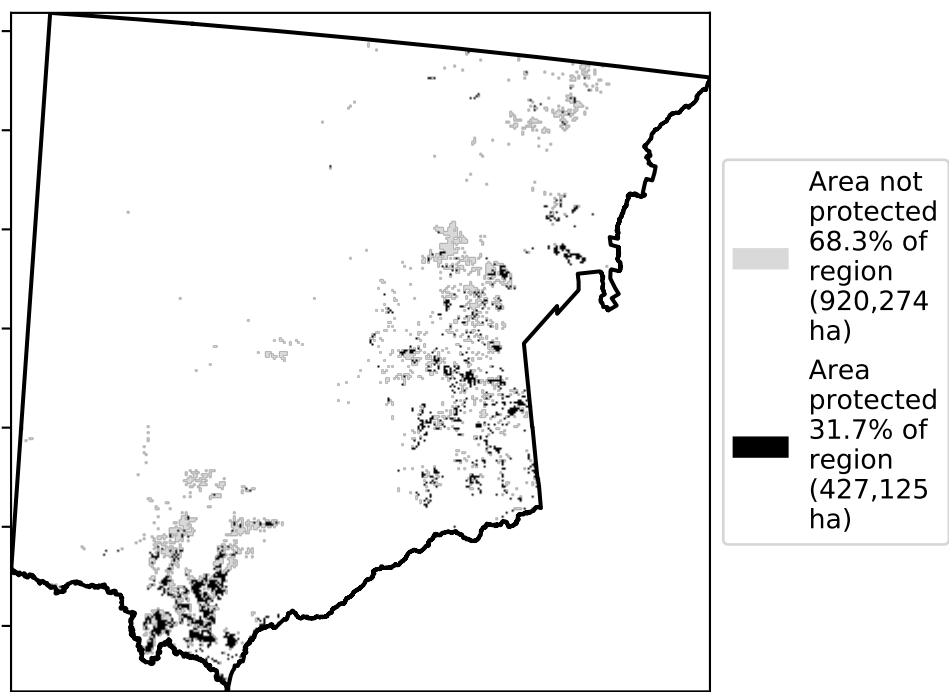 Area not
protected
68.3% of
region
(920,274
ha)
Area
protected
31.7% of
region
(427,125
ha)